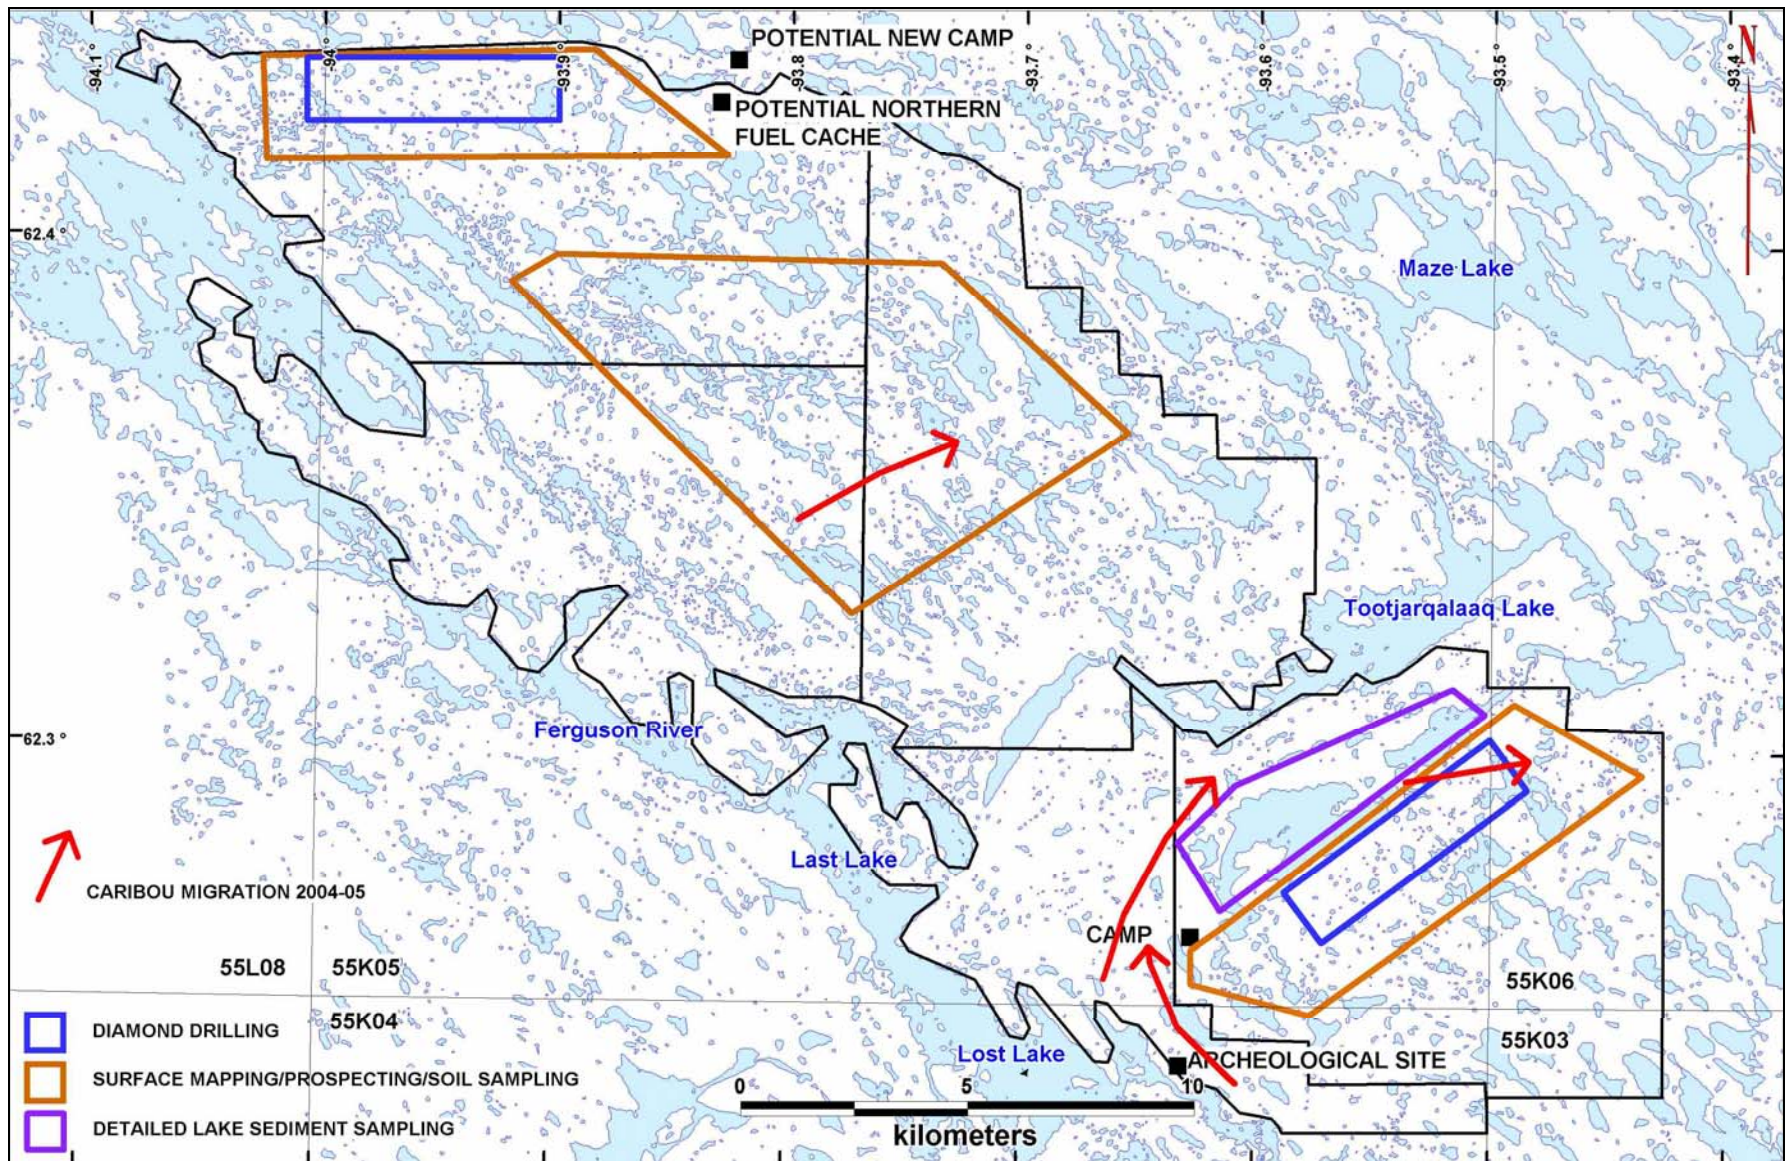 -94.1°
-94°
-93.9°
-93.8
-93.7°
-93.6°
-93.5°
-93.4°
N
POTENTIAL NEW CAMP
POTENTIAL NORTHERN
FUEL CACHE
62.4°
Maze Lake
Tootjarqalaaq Lake
62.3°
Ferguson River
Last Lake
CARIBOU MIGRATION 2004-05
CAMP
55L08
55K05
55K06
55K04
55K03
DIAMOND DRILLING
Lost Lake
ARCHEOLOGICAL SITE
SURFACE MAPPING/PROSPECTING/SOIL SAMPLING
0 5 10
DETAILED LAKE SEDIMENT SAMPLING
kilometers